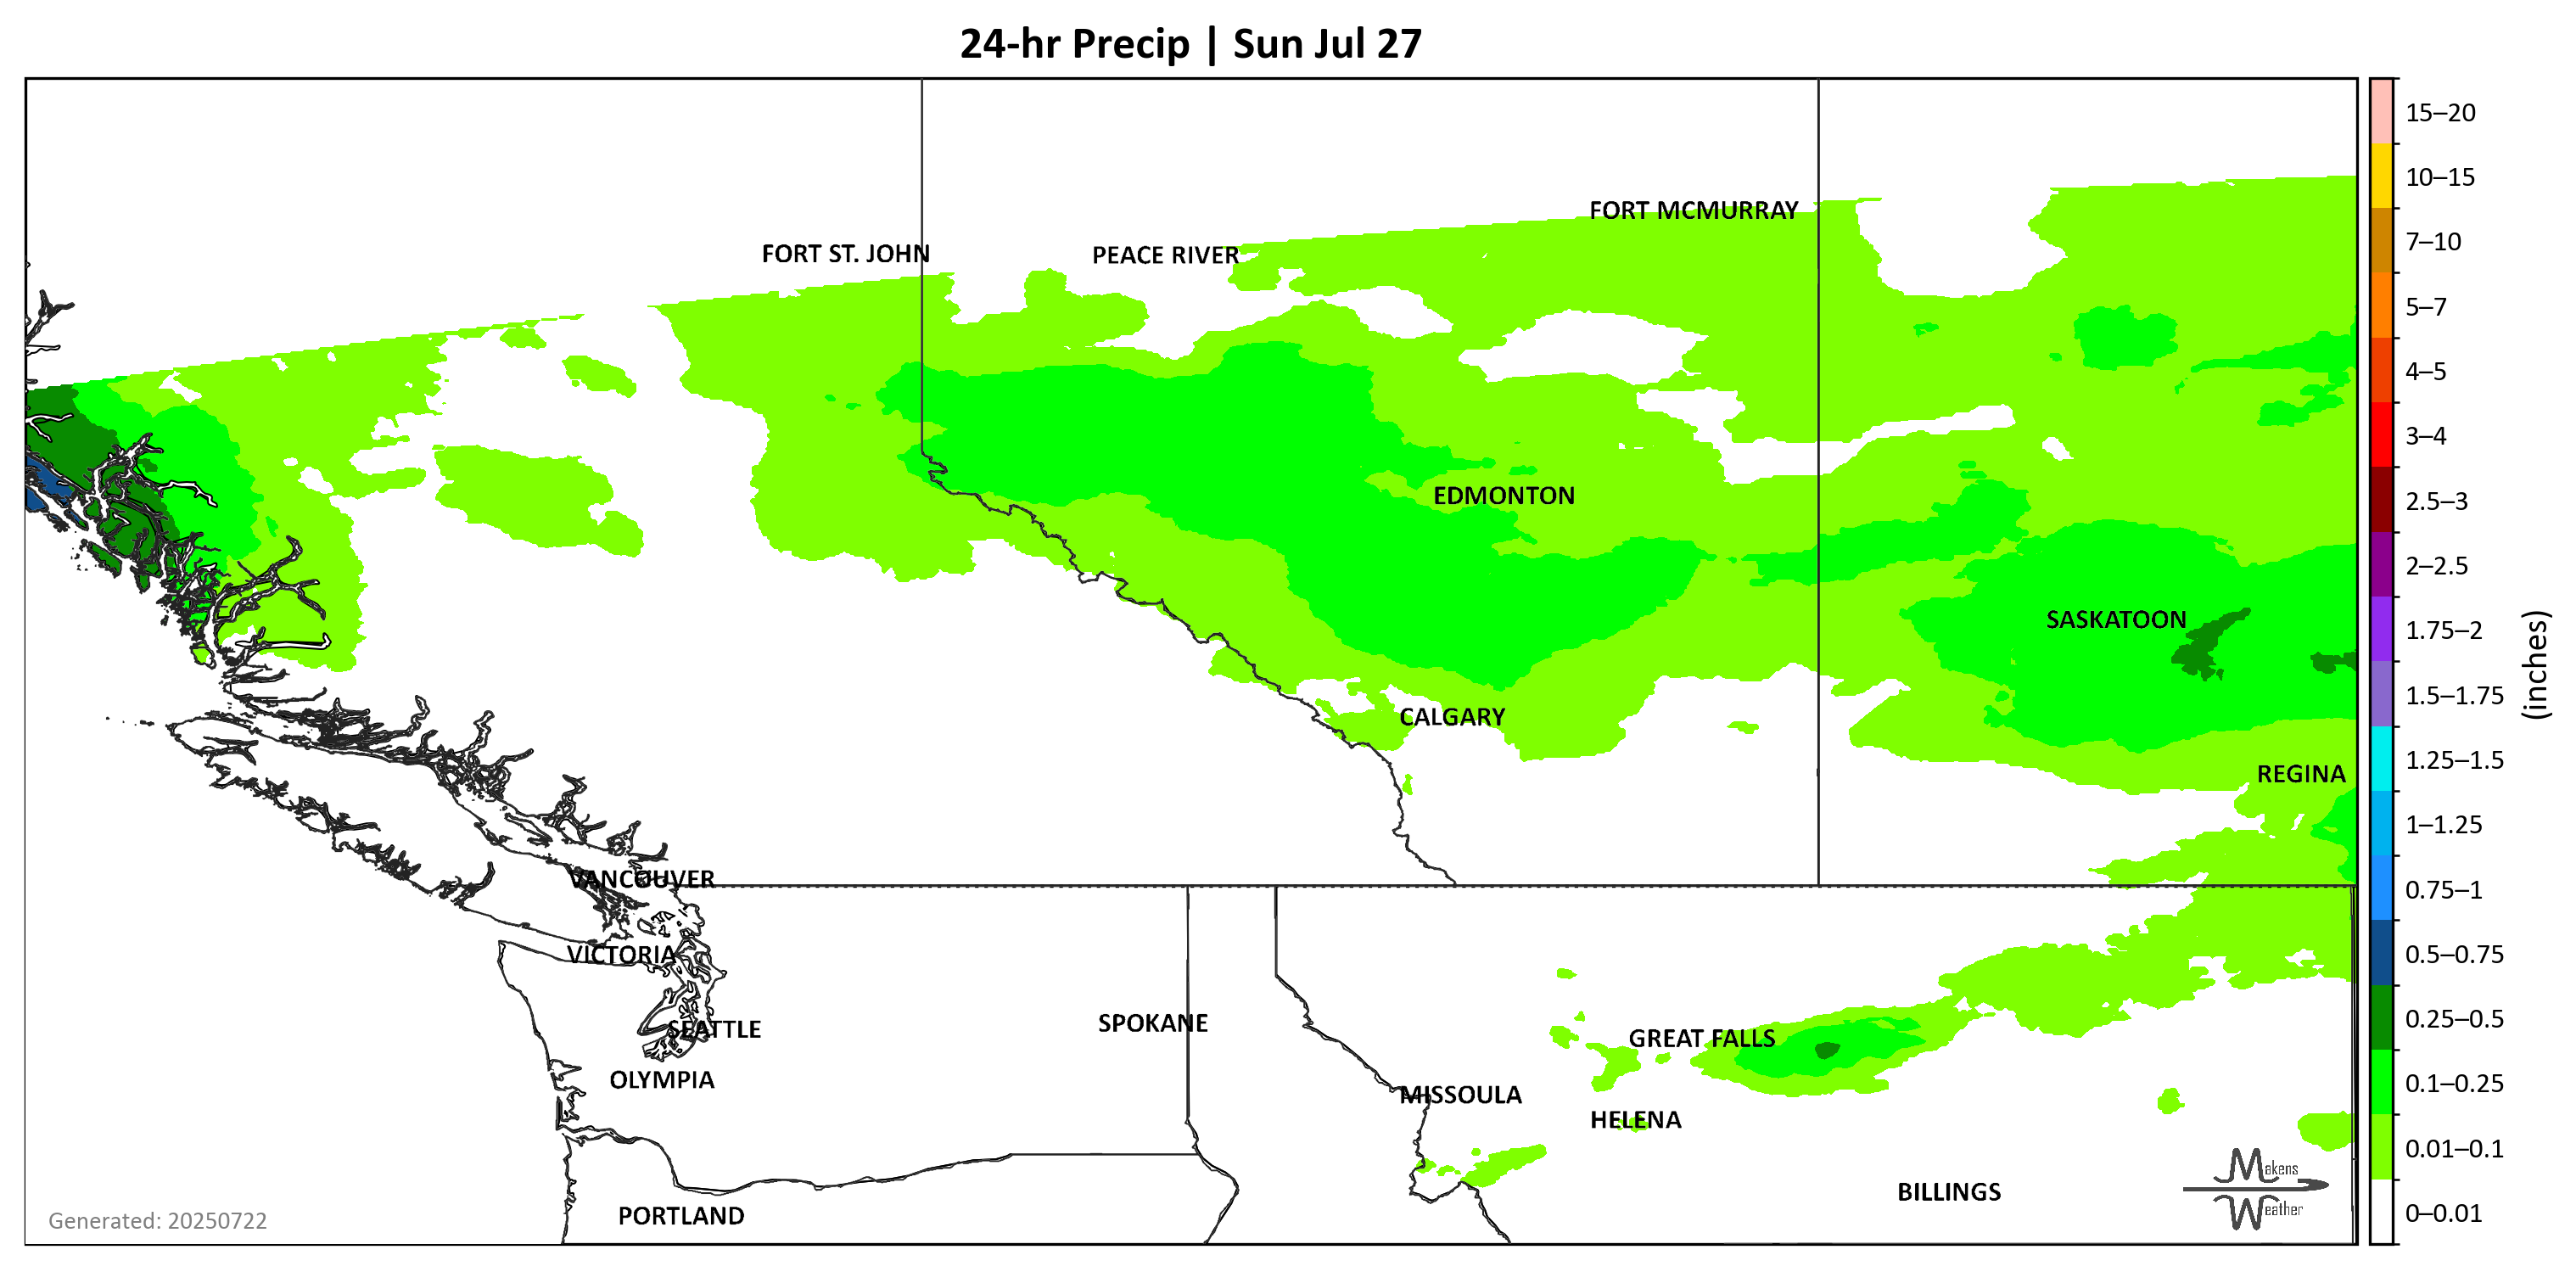 24-hr Precip | Sun Jul 27
FORT MCMURRAY
FORT ST. JOHN
PEACE RIVER
EDMONTON
SASKATOON
CALGARY
REGINA
VANCOUVER
VICTORIA
SPOKANE
SEATTLE
GREAT FALLS
OLYMPIA
MISSOULA
HELENA
BILLINGS
PORTLAND
Generated: 20250722
Makens
Weather
15–20
10–15
7–10
5–7
4–5
3–4
2.5–3
2–2.5
1.75–2
1.5–1.75
1.25–1.5
1–1.25
0.75–1
0.5–0.75
0.25–0.5
0.1–0.25
0.01–0.1
0–0.01
(inches)